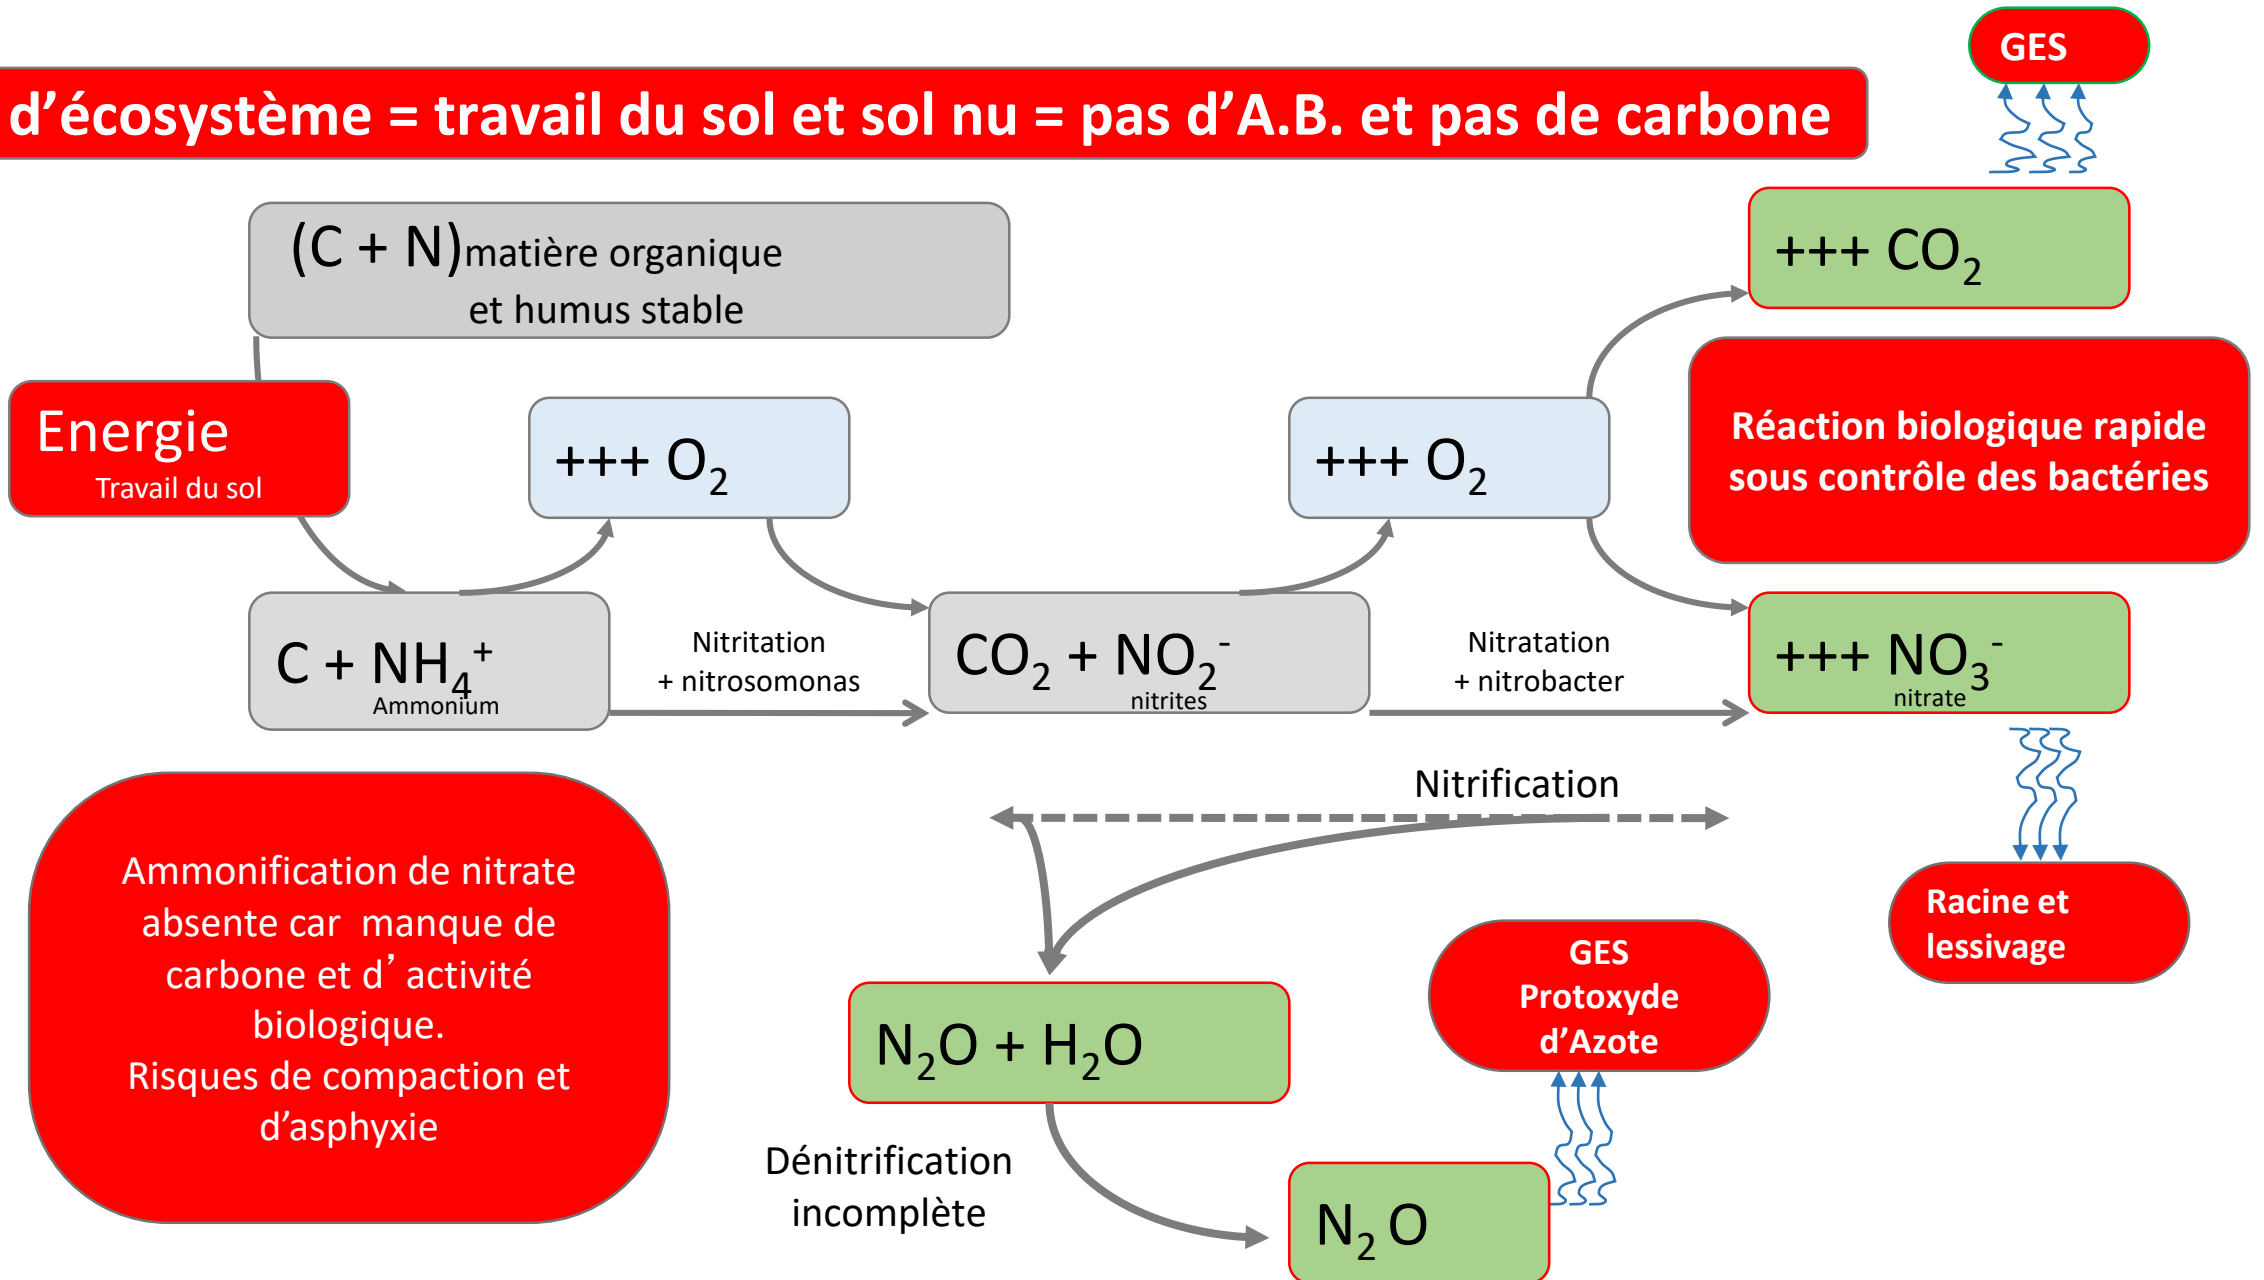 GES
d’écosystème = travail du sol et sol nu = pas d’A.B. et pas de carbone
(C + N)matière organique
et humus stable
+++ CO₂
Energie
Travail du sol
+++ O₂
+++ O₂
Réaction biologique rapide
sous contrôle des bactéries
C + NH₄⁺
Ammonium
Nitritation
+ nitrosomonas
CO₂ + NO₂⁻
nitrites
Nitratation
+ nitrobacter
+++ NO₃⁻
nitrate
Nitrification
Ammonification de nitrate
absente car manque de
carbone et d’ activité
biologique.
Risques de compaction et
d’asphyxie
Racine et
lessivage
GES
Protoxyde
d’Azote
N₂O + H₂O
Dénitrification
incomplète
N₂ O